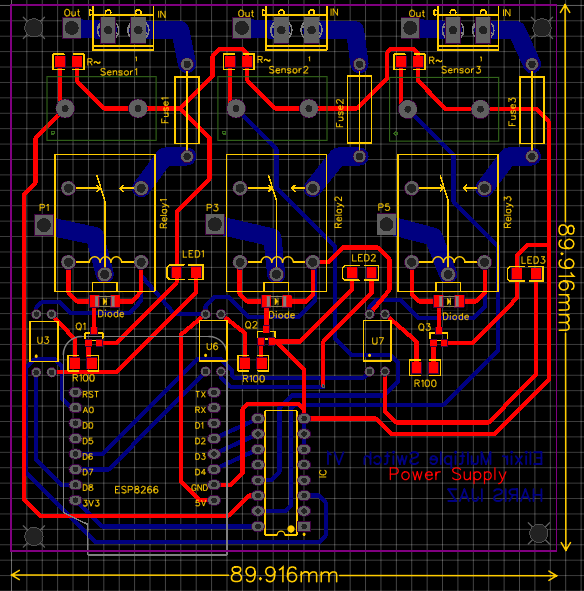 Out IN Out IN Out IN
R~ 1 R~ 1 R~ 1
Sensor1 Sensor2 Sensor3
Fuse1 Fuse2 Fuse3
P1 Relay1 P3 Relay2 P5 Relay3
LED1 LED2 LED3
Diode Diode Diode
U3 Q1 U6 Q2 U7 Q3
R100 R100 R100
RST TX
A0 RX
D0 D1
D5 D2
D6 D3
D7 D4
D8 GND
3V3 5V
ESP8266
IC
Elixir Multiple Switch V1
Power Supply
HARIS IJAZ
89.916mm
89.916mm